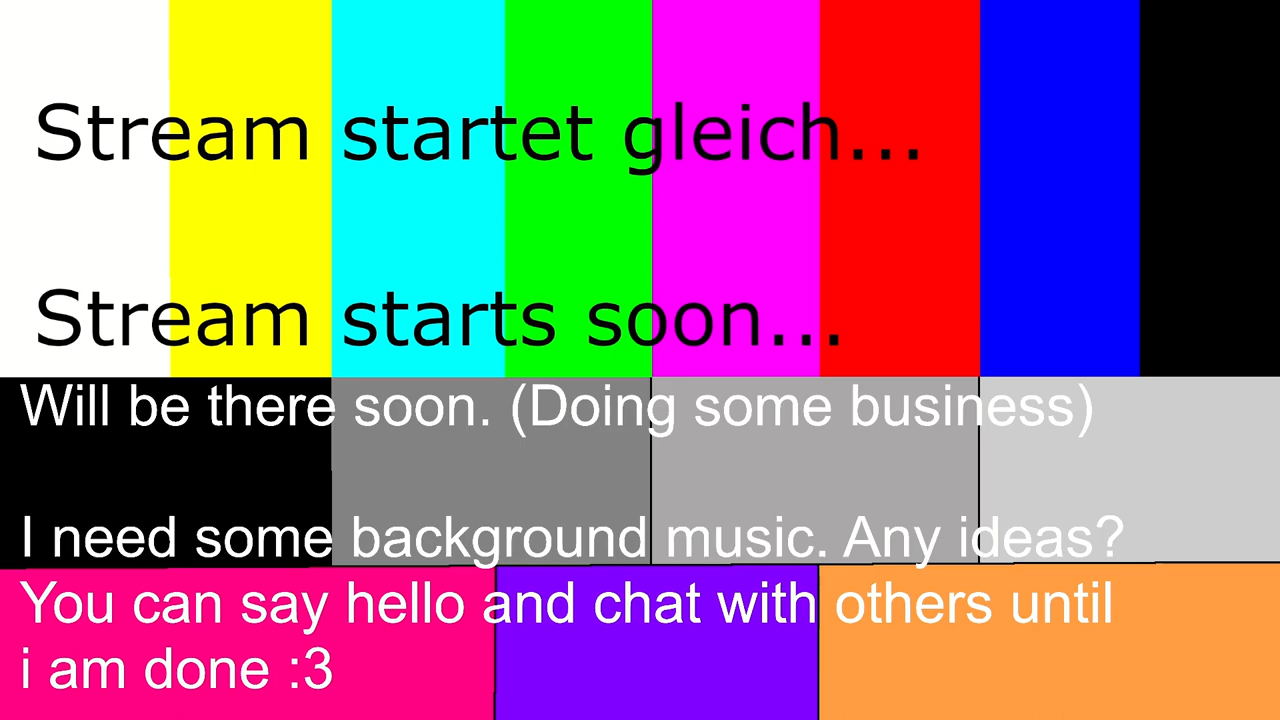 Stream startet gleich...
Stream starts soon...
Will be there soon. (Doing some business)
I need some background music. Any ideas?
You can say hello and chat with others until
i am done :3